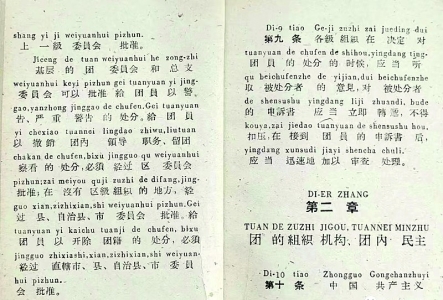 shang yi ji weiyuanhui pizhun.
上 一 級 委員会 批准。
Jiceng de tuan weiyuanhui he zong-zhi
基层 的 团 委員会 和 总支
weiyuanhui keyi pizhun gei tuanyuan yi jing-
委員会 可以 批准 給 团員 以 警
gao,yanzhong jinggao de chufen.Gei tuanyuan
告、严重 警告 的 处分。給 团員
yi chexiao tuannei lingdao zhiwu,liutuan
以 撤銷 团內 領导 职务、留团
chakan de chufen,bixu jingguo qu weiyuanhui
察看 的 处分，必須 經过 区 委員会
pizhun;zai meiyou quji zuzhi de difang,jing-
批准；在 沒有 区級組織 的 地方，經
guo xian,zizhixian,shi weiyuanhui pizhun.Gei
过 县、自治县、市 委員会 批准。給
tuanyuan yi kaichu tuanji de chufen, bixu
团員 以 开除 团籍 的 处分，必須
jingguo zhixiashi,xian,zizhixian,shi weiyuan-
經过 直轄市、县、自治县、市 委員
hui pizhun.
会 批准。
Di-9 tiao Ge-ji zuzhi zai jueding dui
第九条 各級 組織 在 决定 对
tuanyuan de chufen de shihou,yingdang ting-
团員 的 处分 的 时候，应当 听
qu beichufenzhe de yijian,dui beichufenzhe
取 被处分者 的 意見，对 被处分者
de shensushu yingdang liji zhuandi, bude
的 申訴書 应当 立即 轉遞，不得
kouya,zai jiedao tuanyuan de shensushu hou,
扣压，在 接到 团員 的 申訴書 后，
yingdang xunsudi jiayi shencha chuli.
应当 迅速地 加以 审查 处理。
DI-ER ZHANG
第二章
TUAN DE ZUZHI JIGOU, TUANNEI MINZHU
团 的 組織 机构、团內 民主
Di-10 tiao Zhongguo Gongchanzhuyi
第十条 中国 共产主义